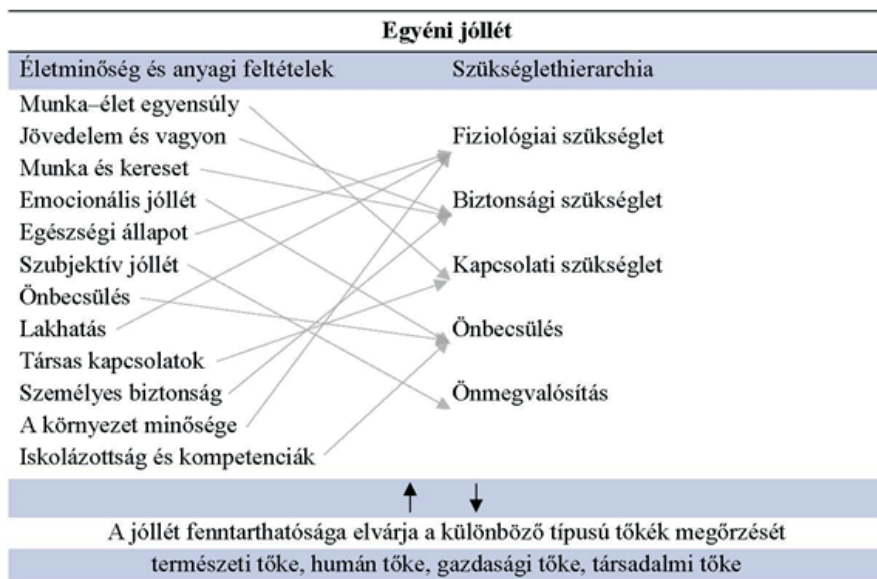 Egyéni jóllét
Életminőség és anyagi feltételek
Szükséglethierarchia
Munka–élet egyensúly
Jövedelem és vagyon
Munka és kereset
Emocionális jóllét
Egészségi állapot
Szubjektív jóllét
Önbecsülés
Lakhatás
Társas kapcsolatok
Személyes biztonság
A környezet minősége
Iskolázottság és kompetenciák
Fiziológiai szükséglet
Biztonsági szükséglet
Kapcsolati szükséglet
Önbecsülés
Önmegvalósítás
A jóllét fenntarthatósága elvárja a különböző típusú tőkék megőrzését
természeti tőke, humán tőke, gazdasági tőke, társadalmi tőke